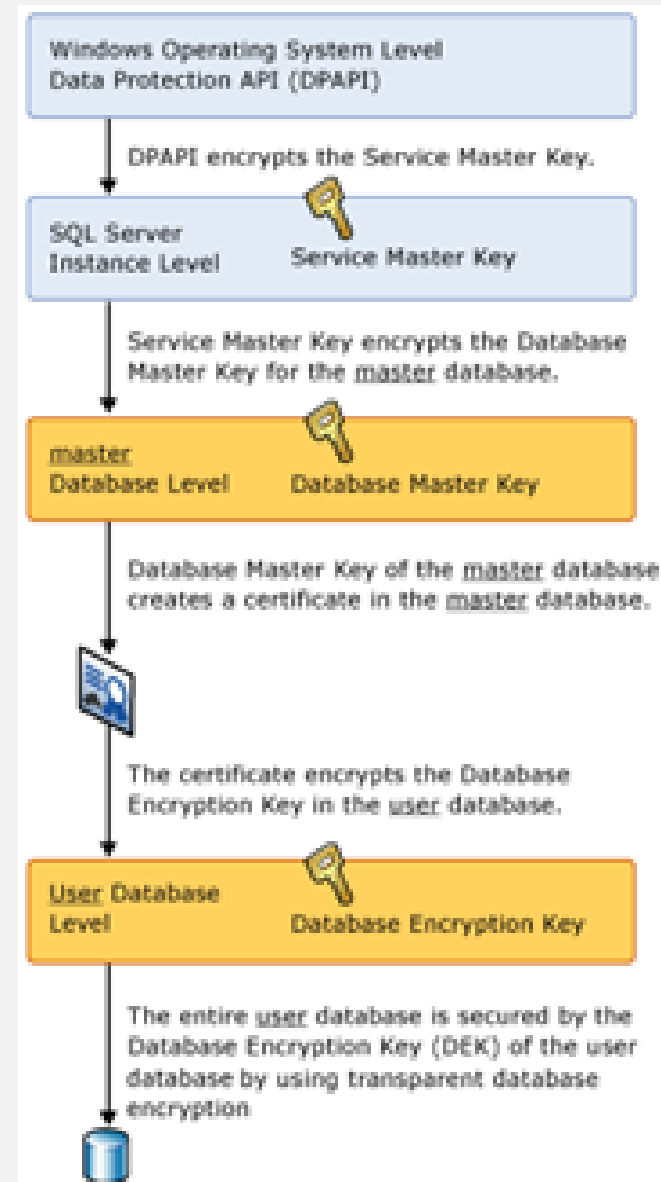 Windows Operating System Level
Data Protection API (DPAPI)
DPAPI encrypts the Service Master Key.
SQL Server
Instance Level
Service Master Key
Service Master Key encrypts the Database
Master Key for the master database.
master
Database Level
Database Master Key
Database Master Key of the master database
creates a certificate in the master database.
The certificate encrypts the Database
Encryption Key in the user database.
User Database
Level
Database Encryption Key
The entire user database is secured by the
Database Encryption Key (DEK) of the user
database by using transparent database
encryption